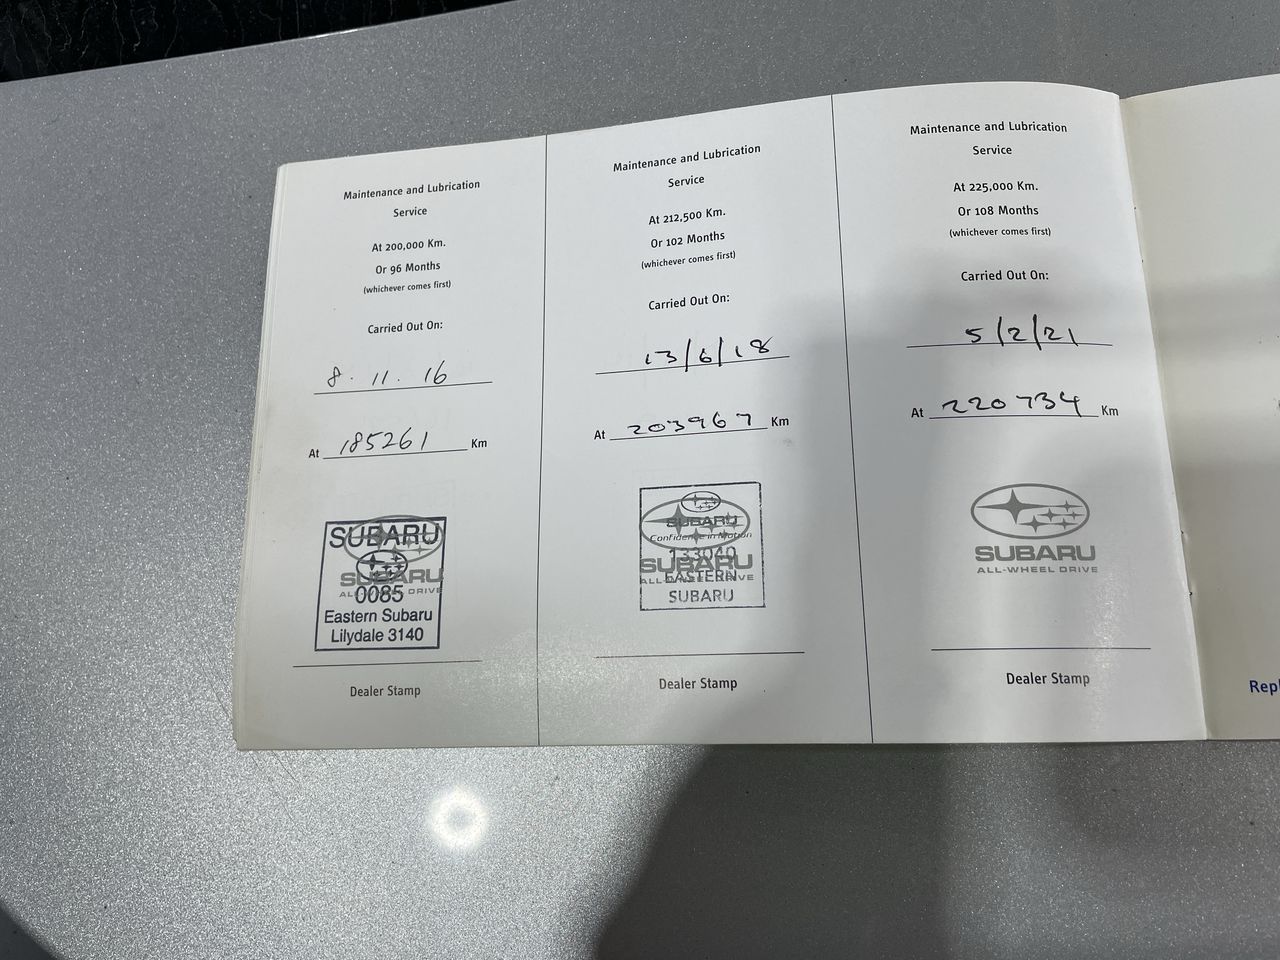 Maintenance and Lubrication
Service
At 200,000 Km.
Or 96 Months
(whichever comes first)
Carried Out On:
8.11.16
At 185261 Km
SUBARU
SUBARU
ALL-WHEEL DRIVE
0085
Eastern Subaru
Lilydale 3140
Dealer Stamp
Maintenance and Lubrication
Service
At 212,500 Km.
Or 102 Months
(whichever comes first)
Carried Out On:
13/6/18
At 203967 Km
SUBARU
Confidence in Motion
133040
SUBARU
ALL-WHEEL DRIVE
EASTERN
SUBARU
Dealer Stamp
Maintenance and Lubrication
Service
At 225,000 Km.
Or 108 Months
(whichever comes first)
Carried Out On:
5/2/21
At 220734 Km
SUBARU
ALL-WHEEL DRIVE
Dealer Stamp